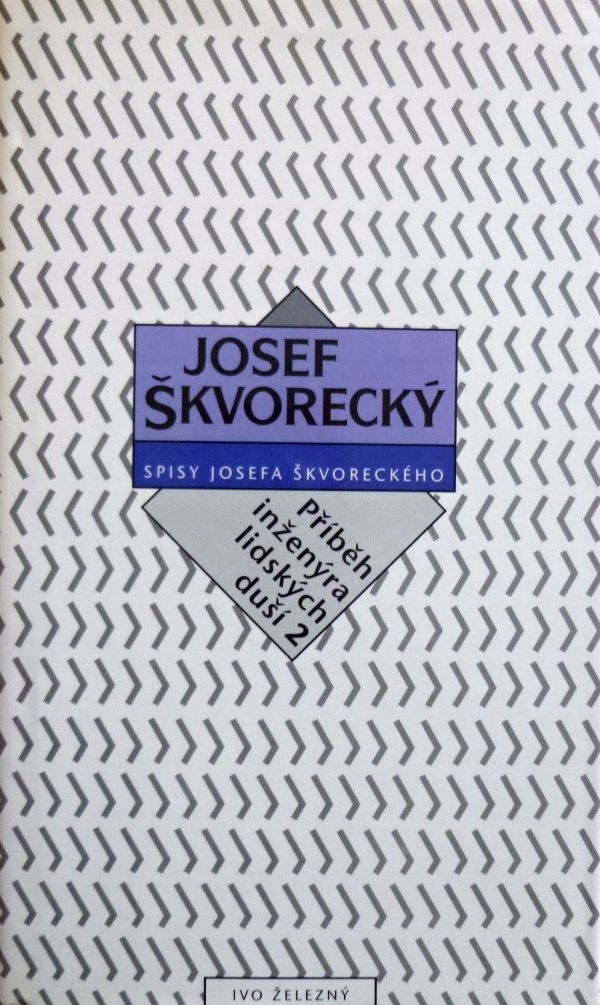 JOSEF
ŠKVORECKÝ
SPISY JOSEFA ŠKVORECKÉHO
Příběh
inženýra
lidských
duší 2
IVO ŽELEZNÝ